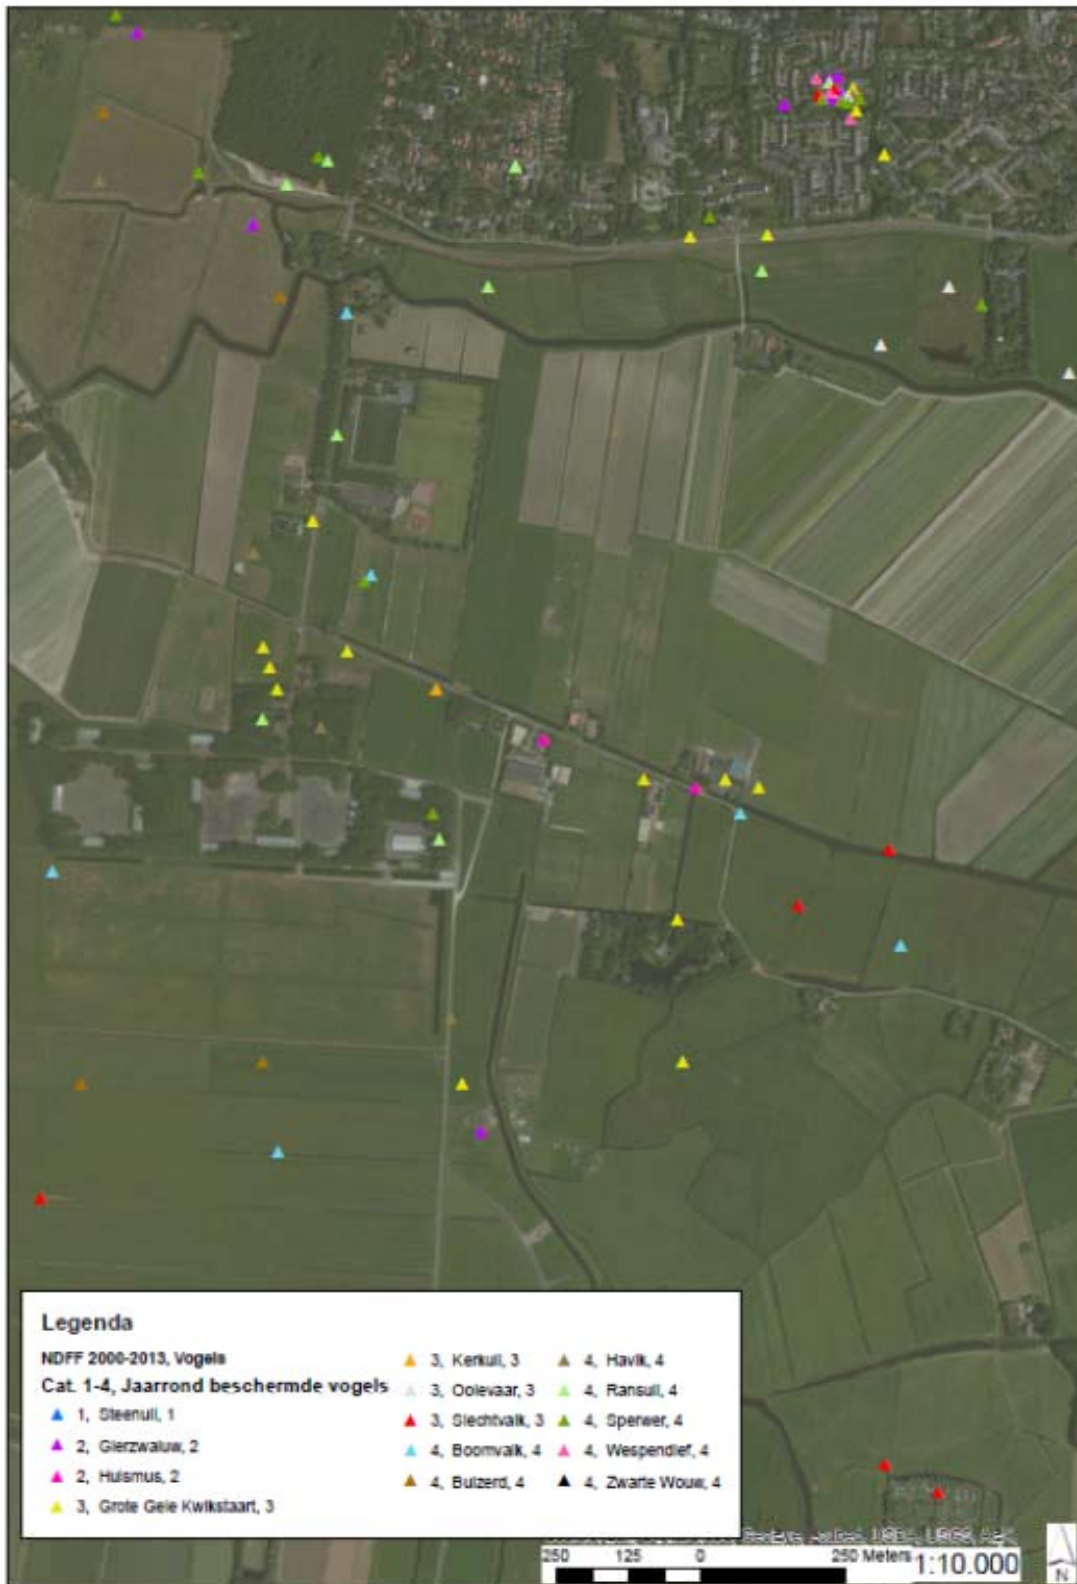 Legenda
NDFF 2000-2013, Vogels
Cat. 1-4, Jaarrond beschermde vogels
1, Steenuil, 1
2, Gierzwaluw, 2
2, Huismus, 2
3, Grote Gele Kwikstaart, 3
3, Kerkuil, 3
3, Ooievaar, 3
3, Slechtvalk, 3
4, Boomvalk, 4
4, Buizerd, 4
4, Havik, 4
4, Ransuil, 4
4, Sperwer, 4
4, Wespendief, 4
4, Zwarte Wouw, 4
USGS,
250 125 0 250 Meters
1:10.000
N